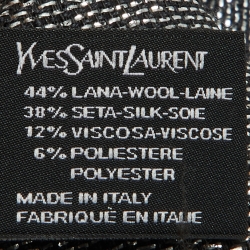 YVESSAINTLAURENT
44% LANA-WOOL-LAINE
38% SETA-SILK-SOIE
12% VISCOSA-VISCOSE
6% POLIESTERE
POLYESTER
MADE IN ITALY
FABRIQUÉ EN ITALIE